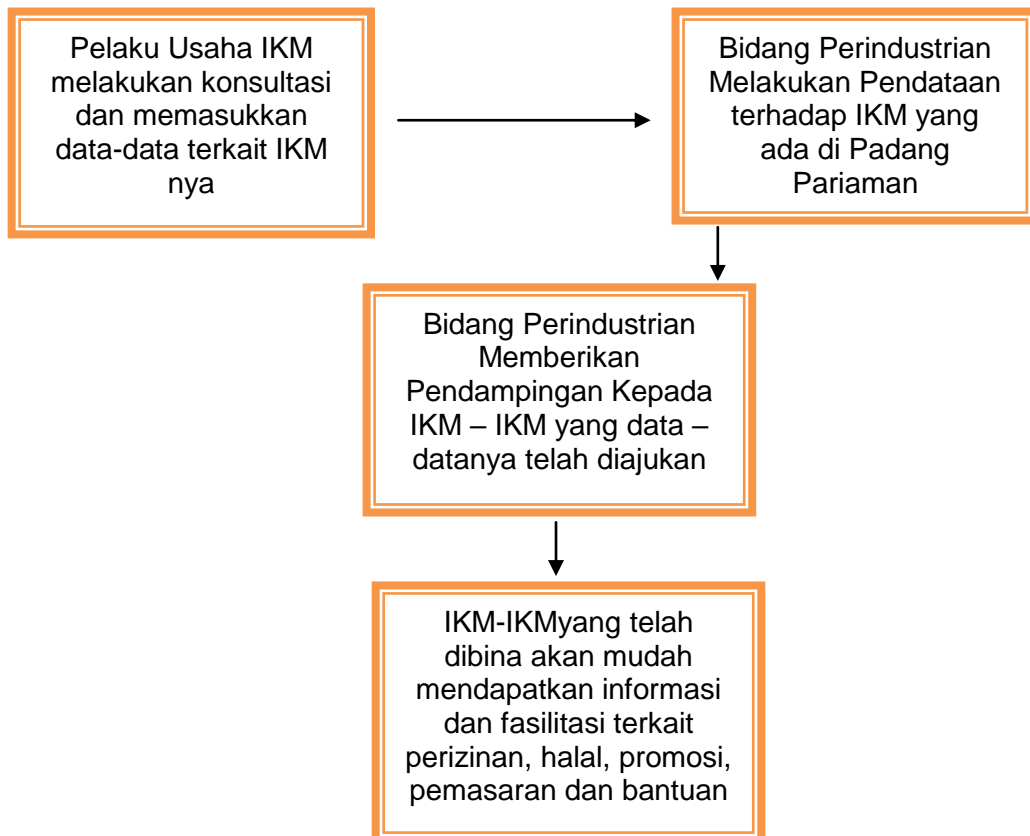 Pelaku Usaha IKM
melakukan konsultasi
dan memasukkan
data-data terkait IKM
nya
Bidang Perindustrian
Melakukan Pendataan
terhadap IKM yang
ada di Padang
Pariaman
Bidang Perindustrian
Memberikan
Pendampingan Kepada
IKM – IKM yang data –
datanya telah diajukan
IKM-IKMyang telah
dibina akan mudah
mendapatkan informasi
dan fasilitasi terkait
perizinan, halal, promosi,
pemasaran dan bantuan